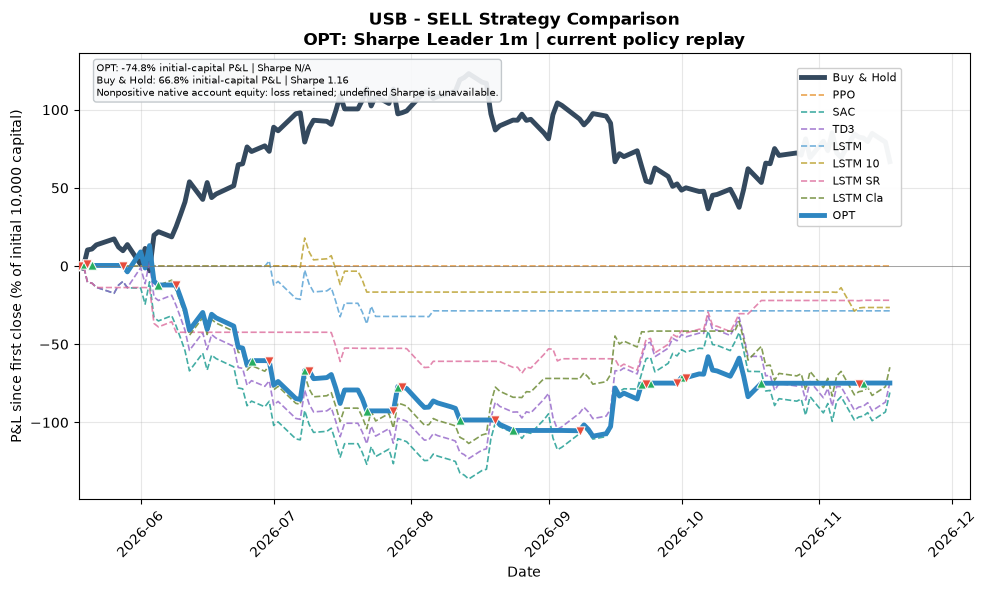 USB - SELL Strategy Comparison
OPT: Sharpe Leader 1m | current policy replay
OPT: -74.8% initial-capital P&L | Sharpe N/A
Buy & Hold: 66.8% initial-capital P&L | Sharpe 1.16
Nonpositive native account equity: loss retained; undefined Sharpe is unavailable.
Buy & Hold
PPO
SAC
TD3
LSTM
LSTM 10
LSTM SR
LSTM Cla
OPT
P&L since first close (% of initial 10,000 capital)
100
50
0
−50
−100
2026-06
2026-07
2026-08
2026-09
2026-10
2026-11
2026-12
Date